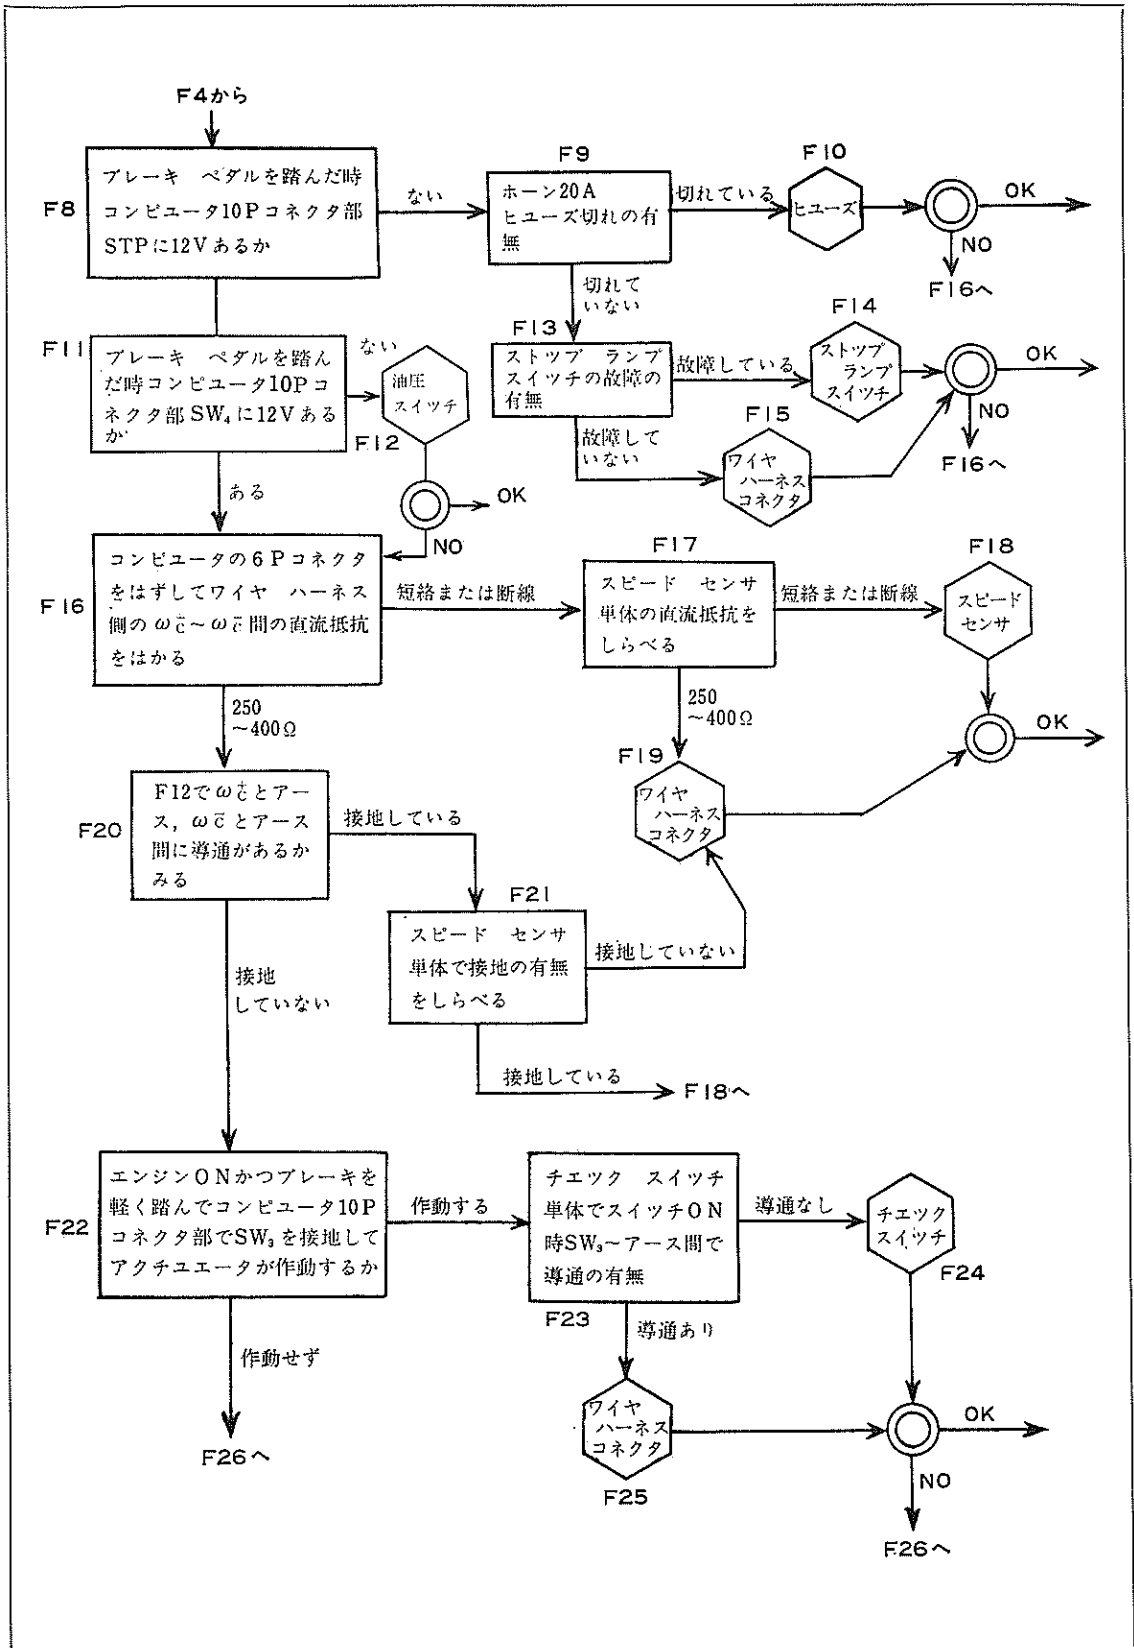 F4から
F8
ブレーキ ペダルを踏んだ時
コンピユータ10Pコネクタ部
STPに12Vあるか
ない
F9
ホーン20A
ヒユーズ切れの有
無
切れている
F10
ヒューズ
OK
NO
F16へ
切れて
いない
F11
ブレーキ ペダルを踏ん
だ時コンピユータ10Pコ
ネクタ部SW₄に12Vある
か
ない
油圧
スイッチ
F12
OK
NO
ある
F13
ストツプ ランプ
スイツチの故障の
有無
故障している
F14
ストツプ
ランプ
スイツチ
OK
NO
F16へ
故障して
いない
F15
ワイヤ
ハーネス
コネクタ
F16
コンピユータの6Pコネクタ
をはずしてワイヤ ハーネス
側のωc̄~ωc̄間の直流抵抗
をはかる
短絡または断線
F17
スピード センサ
単体の直流抵抗を
しらべる
短絡または断線
F18
スピード
センサ
OK
250
~400Ω
250
~400Ω
F19
ワイヤ
ハーネス
コネクタ
F20
F12でωc⁺とアー
ス,ωc̄とアース
間に導通があるか
みる
接地している
F21
スピード センサ
単体で接地の有無
をしらべる
接地していない
接地している
F18へ
接地
していない
F22
エンジンONかつブレーキを
軽く踏んでコンピユータ10P
コネクタ部でSW₃を接地して
アクチユエータが作動するか
作動する
F23
チエツク スイツチ
単体でスイツチON
時SW₃~アース間で
導通の有無
導通なし
チエツク
スイツチ
F24
導通あり
作動せず
F26へ
ワイヤ
ハーネス
コネクタ
F25
OK
NO
F26へ